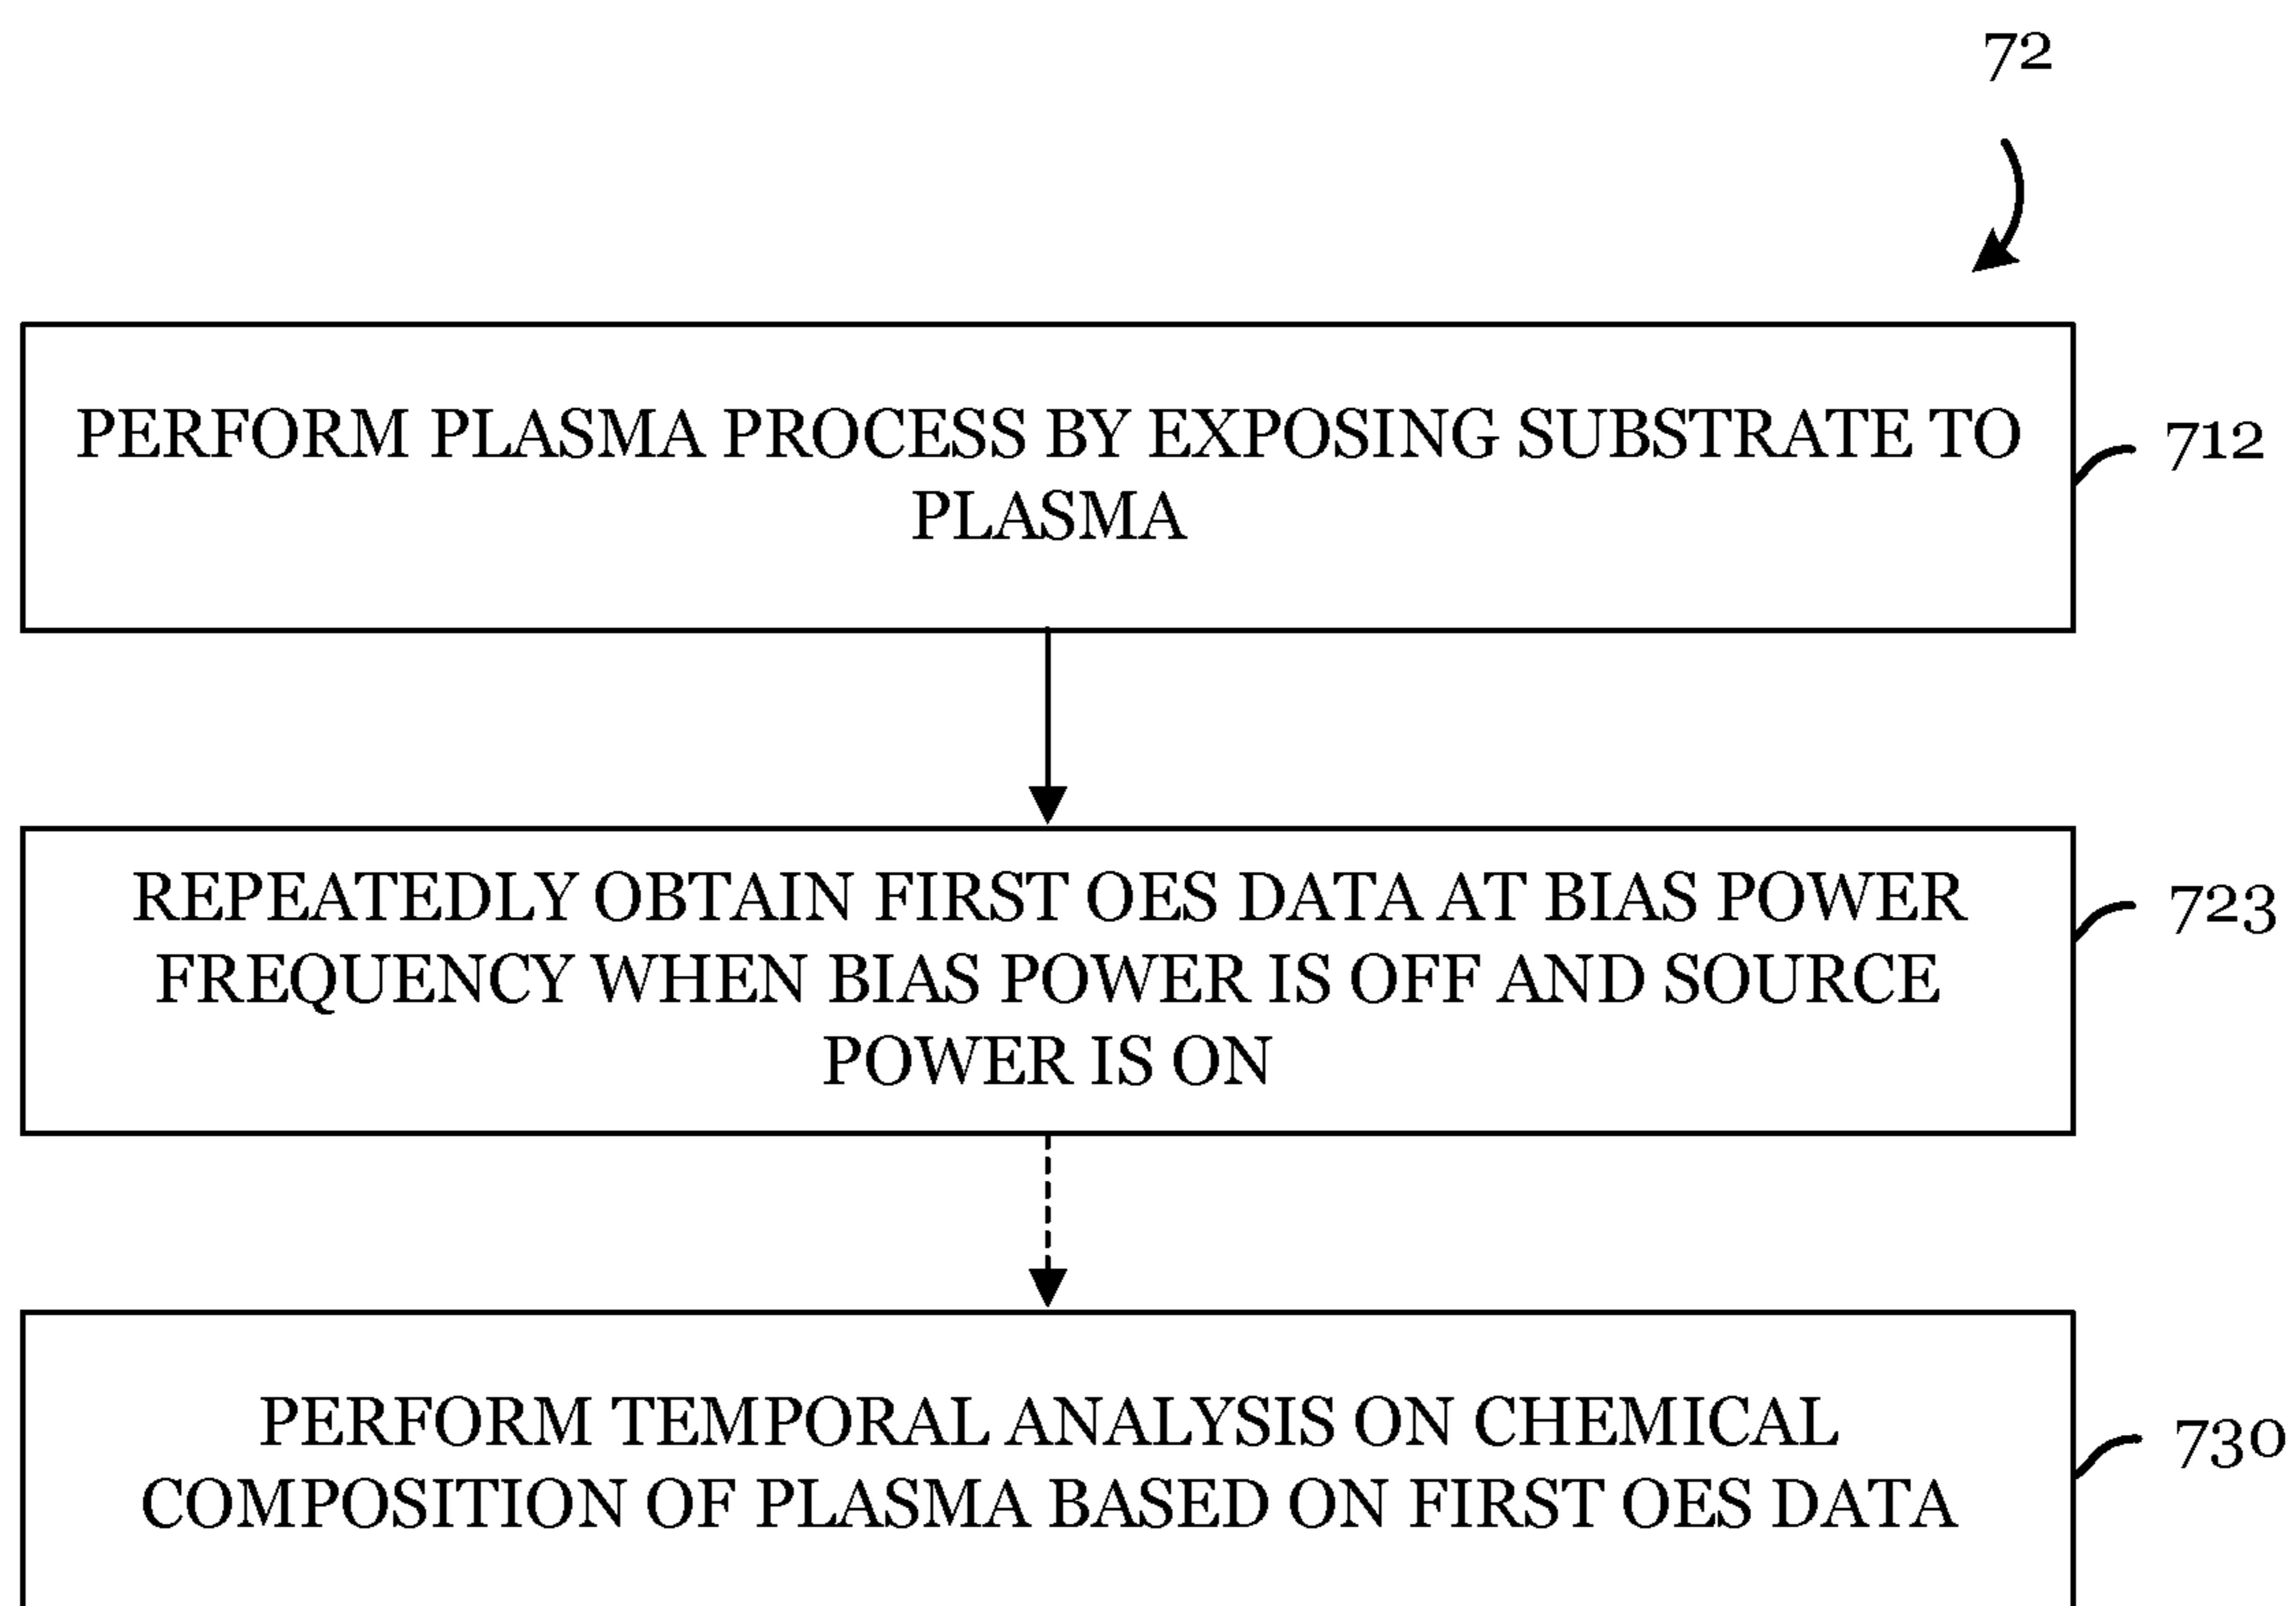 72
PERFORM PLASMA PROCESS BY EXPOSING SUBSTRATE TO
PLASMA
712
REPEATEDLY OBTAIN FIRST OES DATA AT BIAS POWER
FREQUENCY WHEN BIAS POWER IS OFF AND SOURCE
POWER IS ON
723
PERFORM TEMPORAL ANALYSIS ON CHEMICAL
COMPOSITION OF PLASMA BASED ON FIRST OES DATA
730